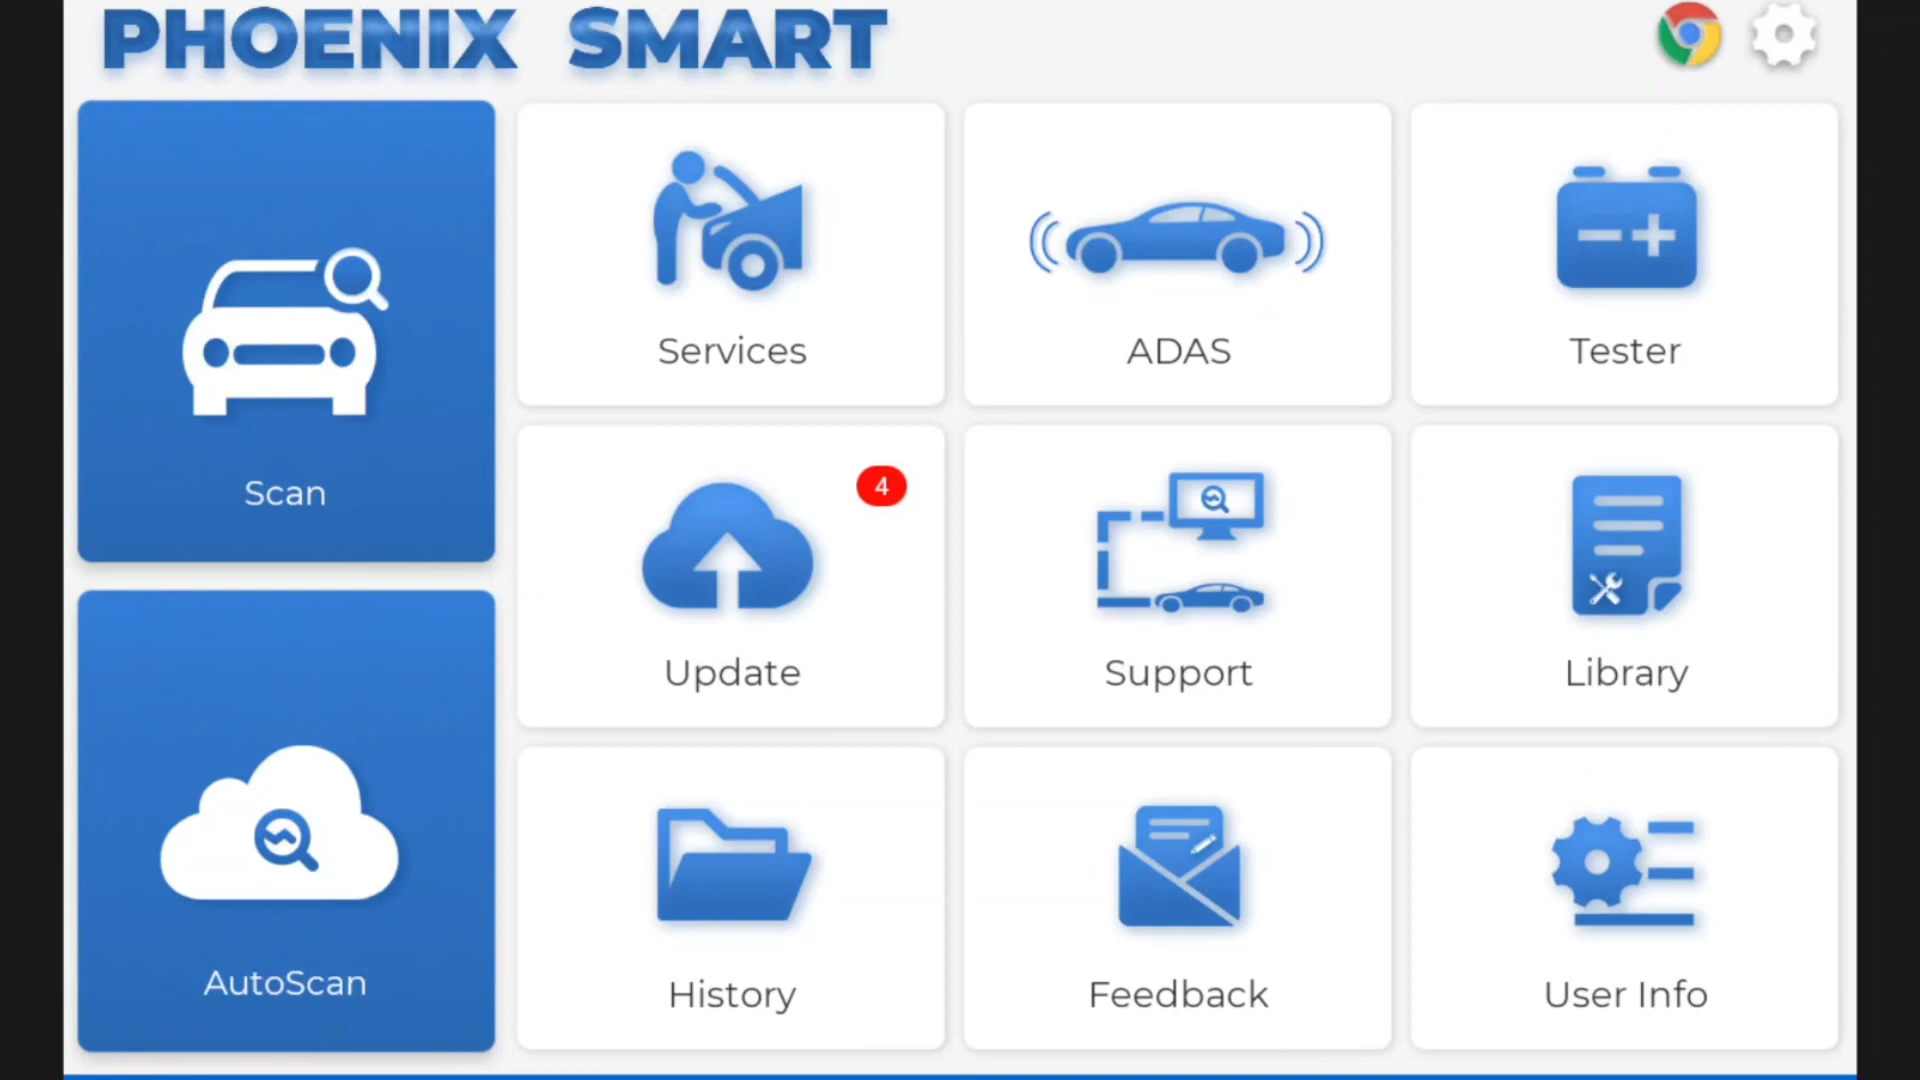 PHOENIX SMART
Scan
Services
ADAS
Tester
4
Update
Support
Library
AutoScan
History
Feedback
User Info